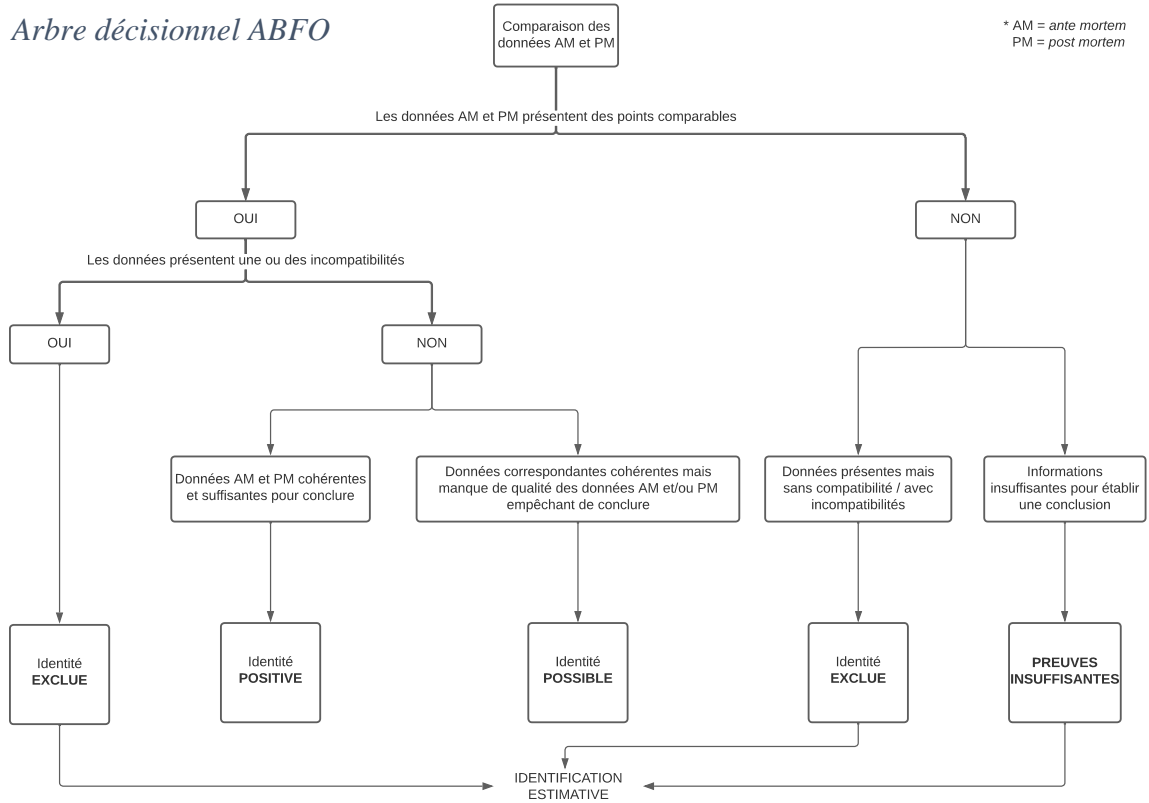 Arbre décisionnel ABFO
Comparaison des
données AM et PM
* AM = ante mortem
PM = post mortem
Les données AM et PM présentent des points comparables
OUI
NON
Les données présentent une ou des incompatibilités
OUI
NON
Données AM et PM cohérentes
et suffisantes pour conclure
Données correspondantes cohérentes mais
manque de qualité des données AM et/ou PM
empêchant de conclure
Données présentes mais
sans compatibilité / avec
incompatibilités
Informations
insuffisantes pour établir
une conclusion
Identité
EXCLUE
Identité
POSITIVE
Identité
POSSIBLE
Identité
EXCLUE
PREUVES
INSUFFISANTES
IDENTIFICATION
ESTIMATIVE